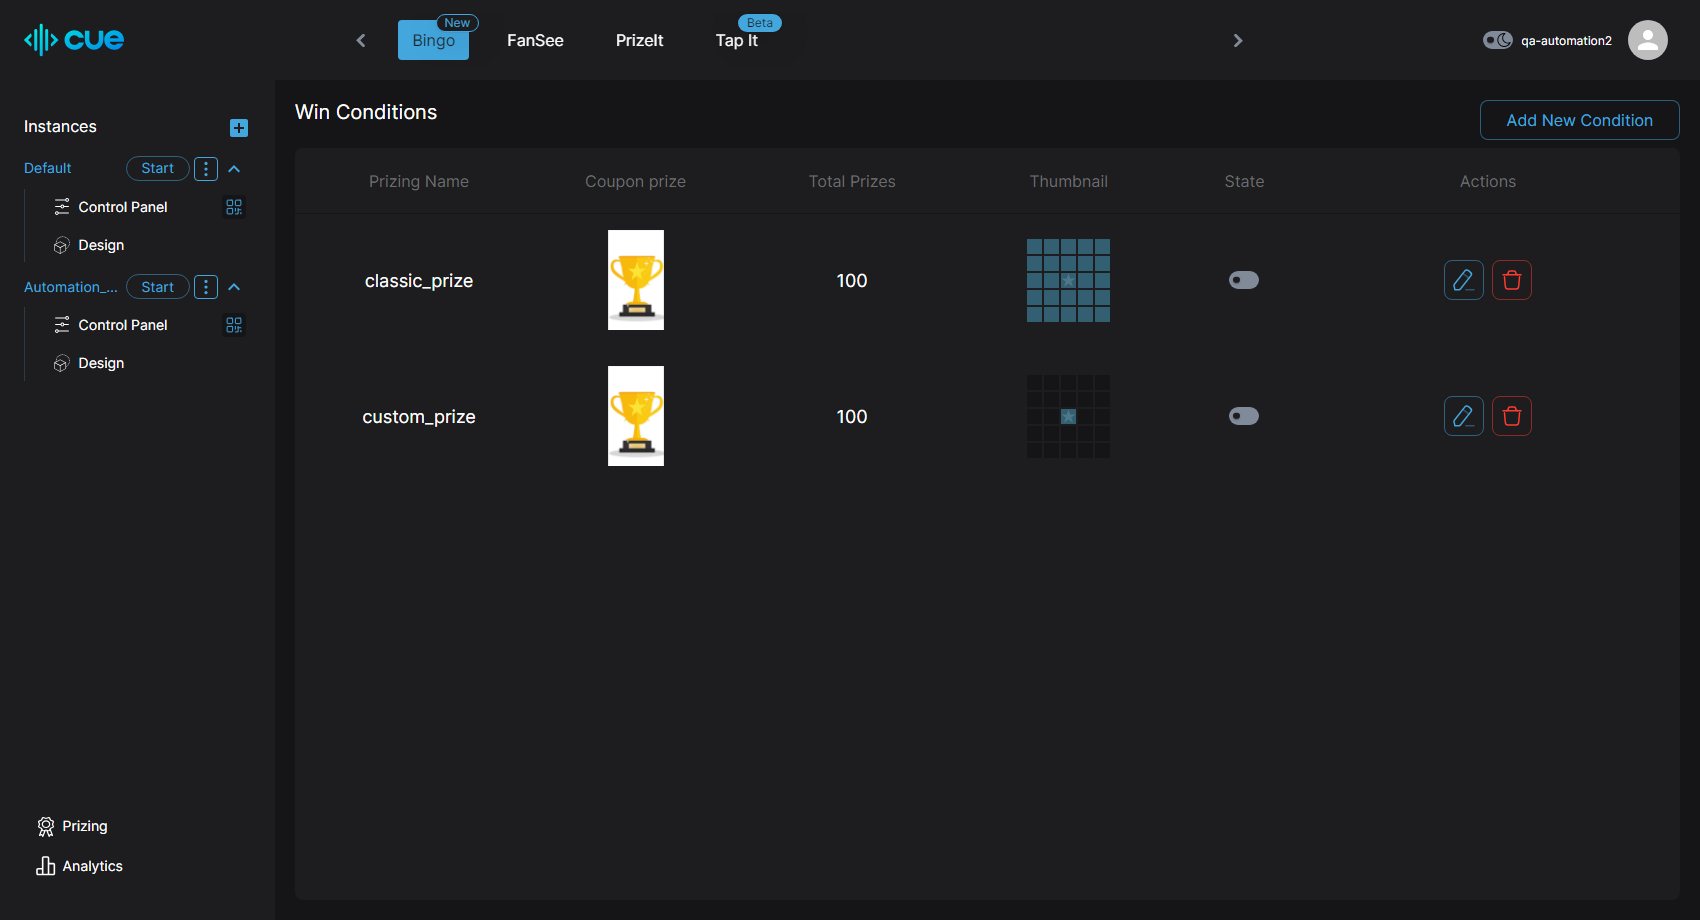 cue
Bingo
New
FanSee
PrizeIt
Tap It
Beta
qa-automation2
Instances
Default
Start
Control Panel
Design
Automation_...
Start
Control Panel
Design
Prizing
Analytics
Win Conditions
Add New Condition
Prizing Name Coupon prize Total Prizes Thumbnail State Actions
classic_prize 100
custom_prize 100